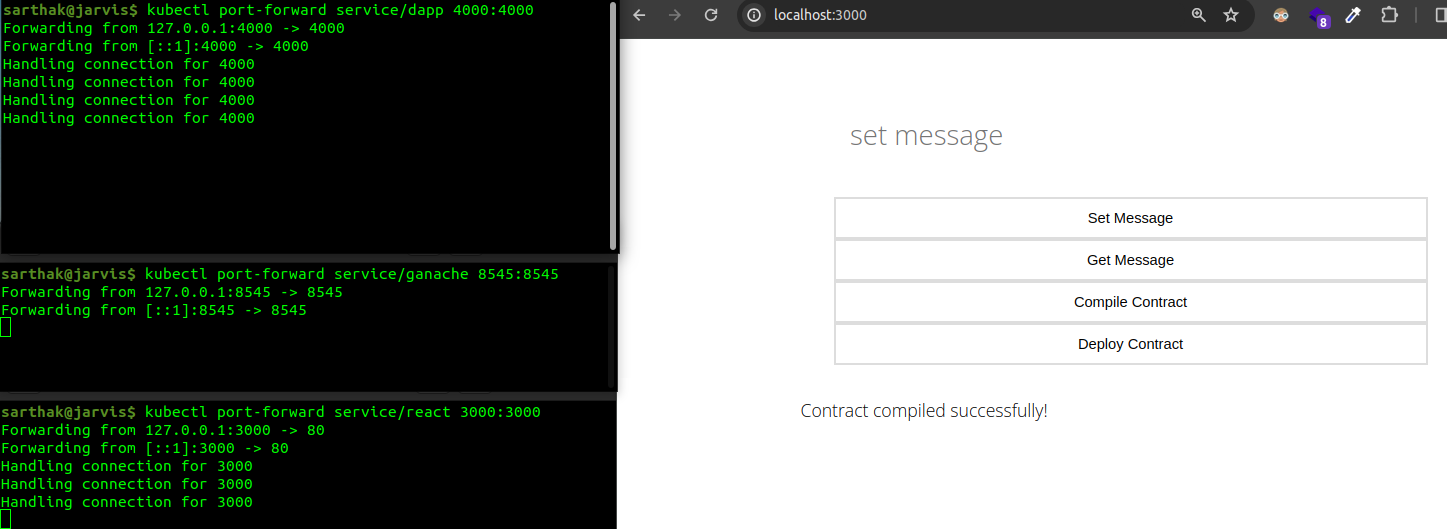 sarthak@jarvis$ kubectl port-forward service/dapp 4000:4000
Forwarding from 127.0.0.1:4000 -> 4000
Forwarding from [::1]:4000 -> 4000
Handling connection for 4000
Handling connection for 4000
Handling connection for 4000
Handling connection for 4000
sarthak@jarvis$ kubectl port-forward service/ganache 8545:8545
Forwarding from 127.0.0.1:8545 -> 8545
Forwarding from [::1]:8545 -> 8545
sarthak@jarvis$ kubectl port-forward service/react 3000:3000
Forwarding from 127.0.0.1:3000 -> 80
Forwarding from [::1]:3000 -> 80
Handling connection for 3000
Handling connection for 3000
Handling connection for 3000
localhost:3000
8
set message
Set Message
Get Message
Compile Contract
Deploy Contract
Contract compiled successfully!